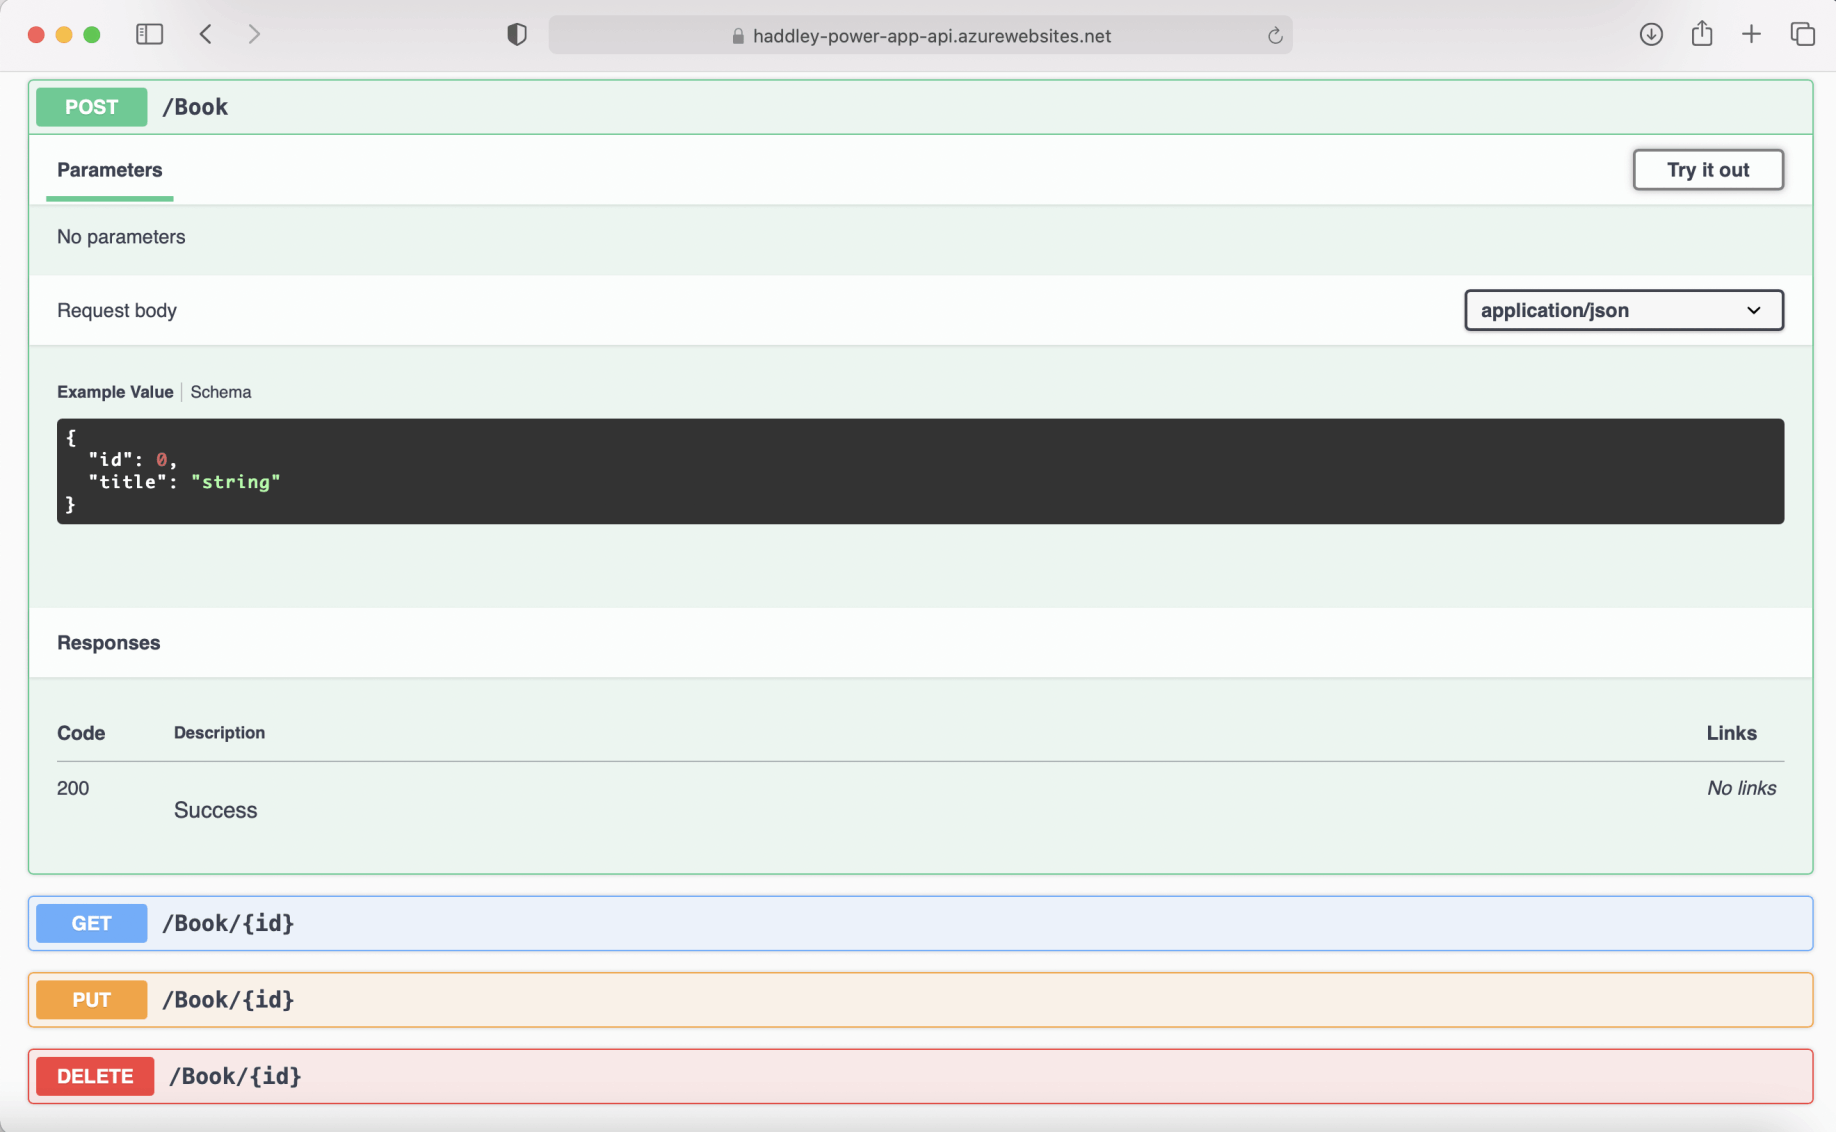 haddley-power-app-api.azurewebsites.net
POST /Book
Parameters
Try it out
No parameters
Request body
application/json
Example Value Schema
{
"id": 0,
"title": "string"
}
Responses
Code Description Links
200 No links
Success
GET /Book/{id}
PUT /Book/{id}
DELETE /Book/{id}